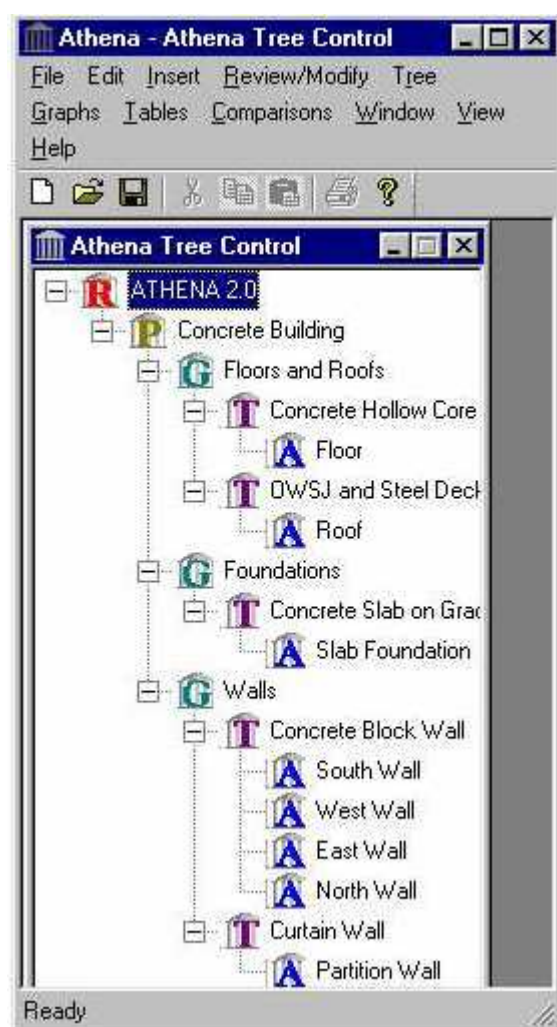 Athena - Athena Tree Control
File Edit Insert Review/Modify Tree
Graphs Tables Comparisons Window View
Help
Athena Tree Control
R ATHENA 2.0
P Concrete Building
G Floors and Roofs
T Concrete Hollow Core
A Floor
T OWSJ and Steel Deck
A Roof
G Foundations
T Concrete Slab on Grad
A Slab Foundation
G Walls
T Concrete Block Wall
A South Wall
A West Wall
A East Wall
A North Wall
T Curtain Wall
A Partition Wall
Ready